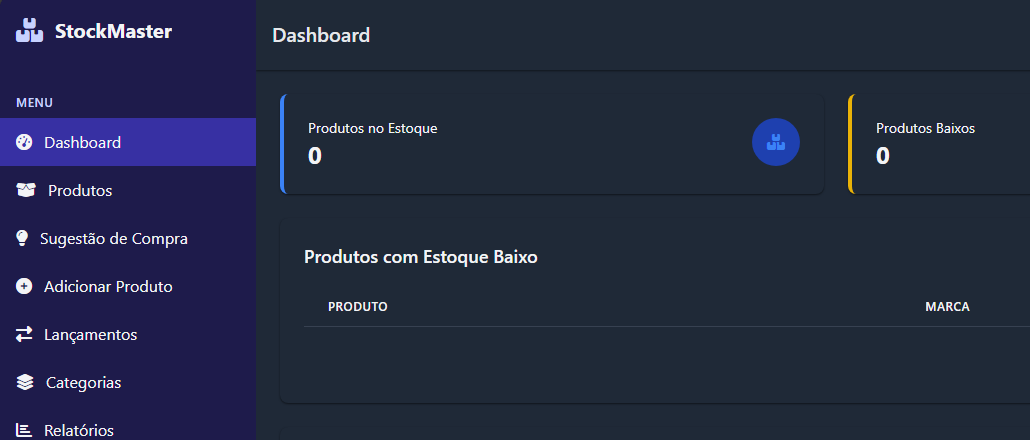 StockMaster
MENU
Dashboard
Produtos
Sugestão de Compra
Adicionar Produto
Lançamentos
Categorias
Relatórios
Dashboard
Produtos no Estoque
0
Produtos Baixos
0
Produtos com Estoque Baixo
PRODUTO MARCA